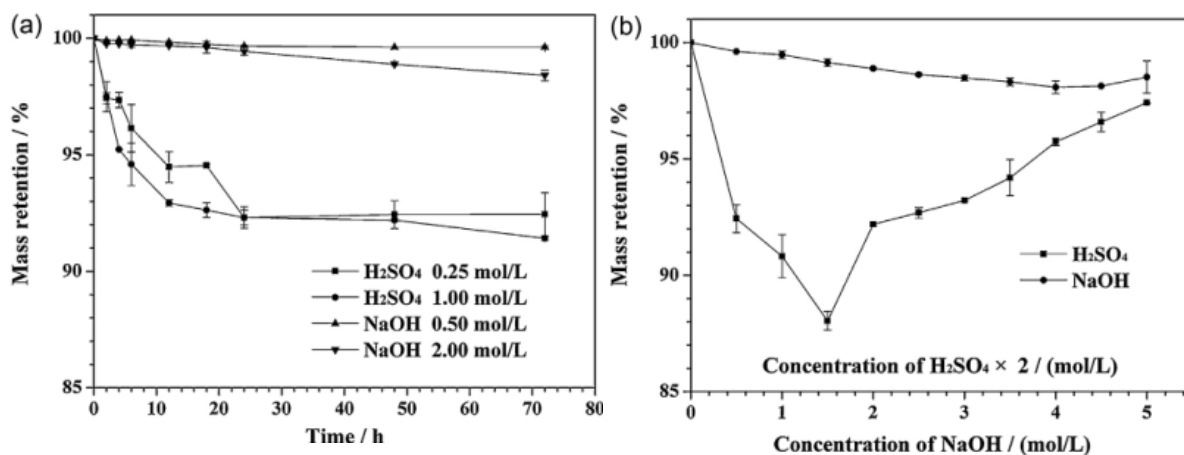 (a)
100
95
90
85
Mass retention / %
H₂SO₄ 0.25 mol/L
H₂SO₄ 1.00 mol/L
NaOH 0.50 mol/L
NaOH 2.00 mol/L
0 10 20 30 40 50 60 70 80
Time / h
(b)
100
95
90
85
Mass retention / %
H₂SO₄
NaOH
Concentration of H₂SO₄ × 2 / (mol/L)
0 1 2 3 4 5
Concentration of NaOH / (mol/L)